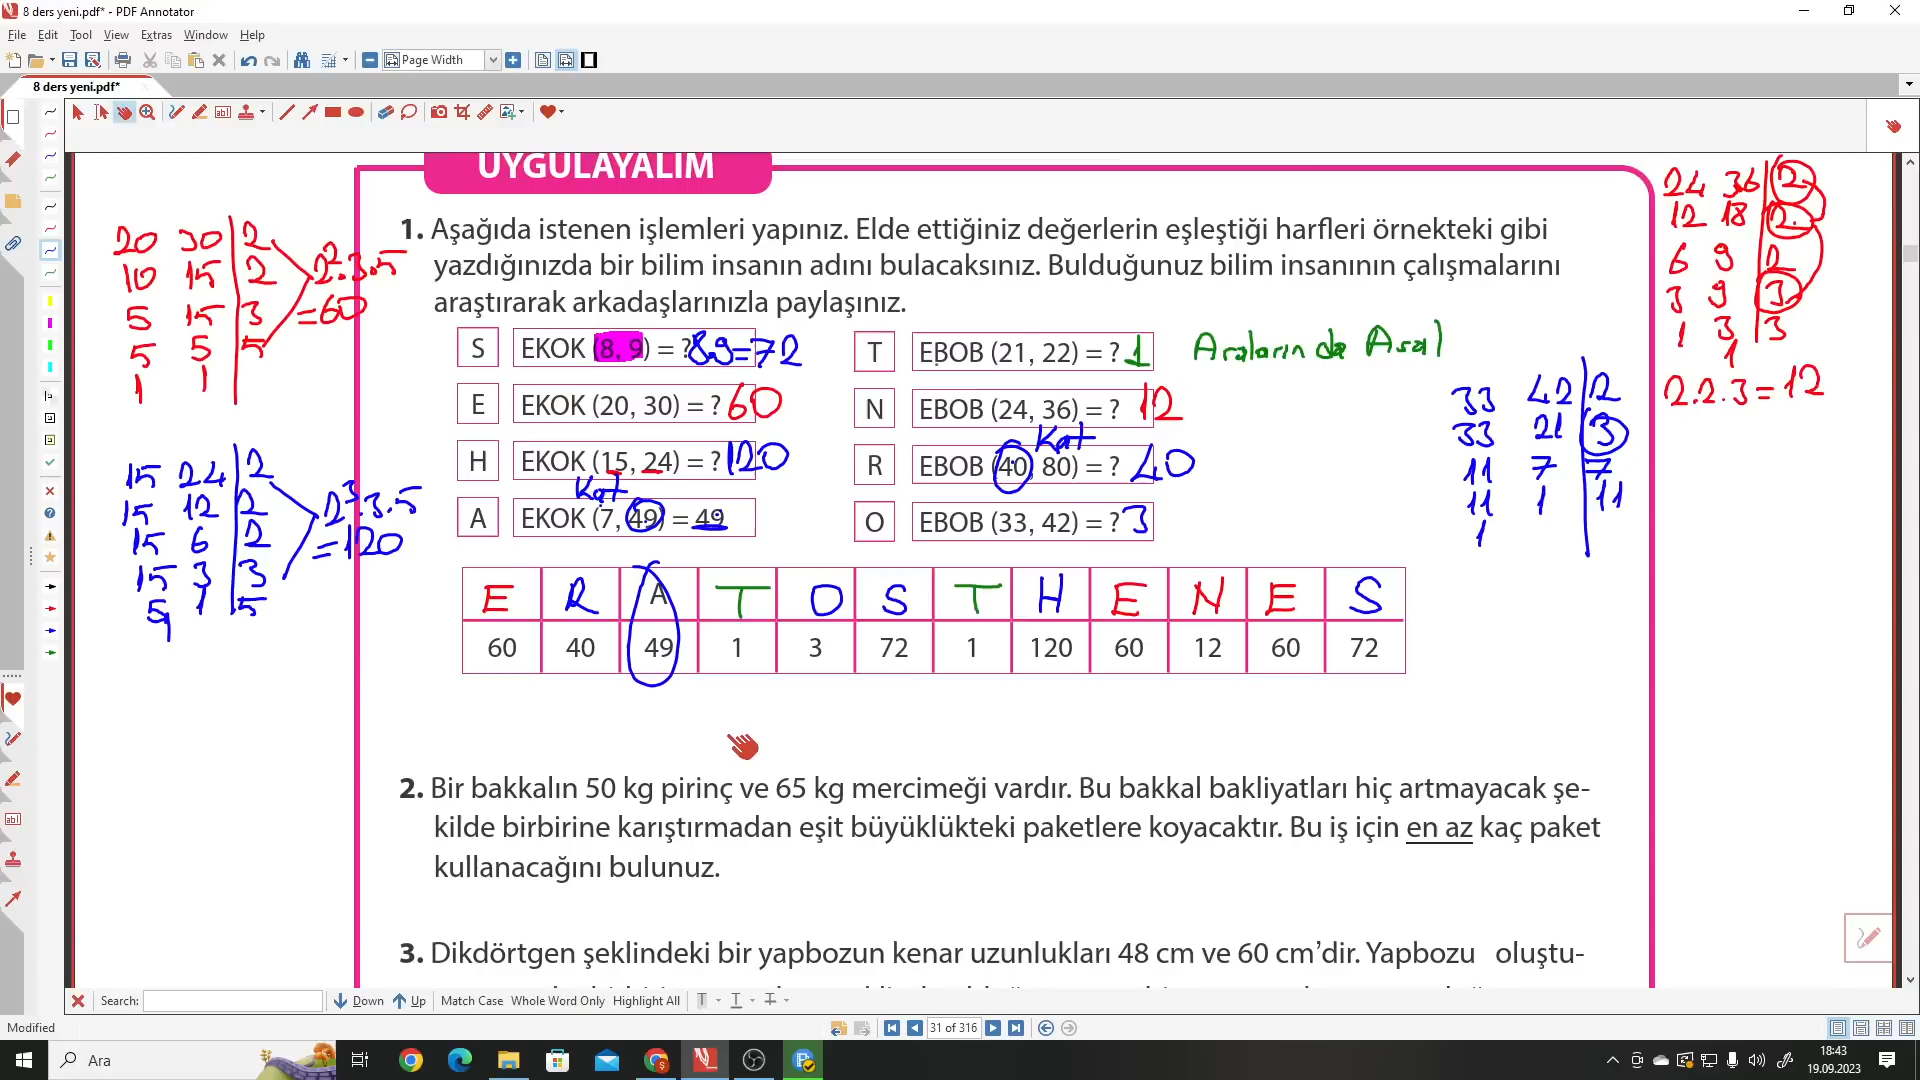 8 ders yeni.pdf* - PDF Annotator
File Edit Tool View Extras Window Help
Page Width
8 ders yeni.pdf*
UYGULAYALIM
1. Aşağıda istenen işlemleri yapınız. Elde ettiğiniz değerlerin eşleştiği harfleri örnekteki gibi
yazdığınızda bir bilim insanın adını bulacaksınız. Bulduğunuz bilim insanının çalışmalarını
araştırarak arkadaşlarınızla paylaşınız.
S EKOK (8, 9) = ? 8.9=72
T EBOB (21, 22) = ? 1 Aralarında Asal
E EKOK (20, 30) = ? 60
N EBOB (24, 36) = ? 12
H EKOK (15, 24) = ? 120
Kat
R EBOB (40, 80) = ? 40
Kat
A EKOK (7, 49) = 49
O EBOB (33, 42) = ? 3
E R A T O S T H E N E S
60 40 49 1 3 72 1 120 60 12 60 72
20 30 2
10 15 2
5 15 3
5 5 5
1 1
2².3.5
=60
15 24 2
15 12 2
15 6 2
15 3 3
5 1 5
1
2³.3.5
=120
24 36 2
12 18 2
6 9 2
3 9 3
1 3 3
1
2.2.3=12
33 42 2
33 21 3
11 7 7
11 1 11
1
2. Bir bakkalın 50 kg pirinç ve 65 kg mercimeği vardır. Bu bakkal bakliyatları hiç artmayacak şe-
kilde birbirine karıştırmadan eşit büyüklükteki paketlere koyacaktır. Bu iş için en az kaç paket
kullanacağını bulunuz.
3. Dikdörtgen şeklindeki bir yapbozun kenar uzunlukları 48 cm ve 60 cm'dir. Yapbozu oluştu-
Search: Down Up Match Case Whole Word Only Highlight All
Modified
31 of 316
Ara
18:43
19.09.2023